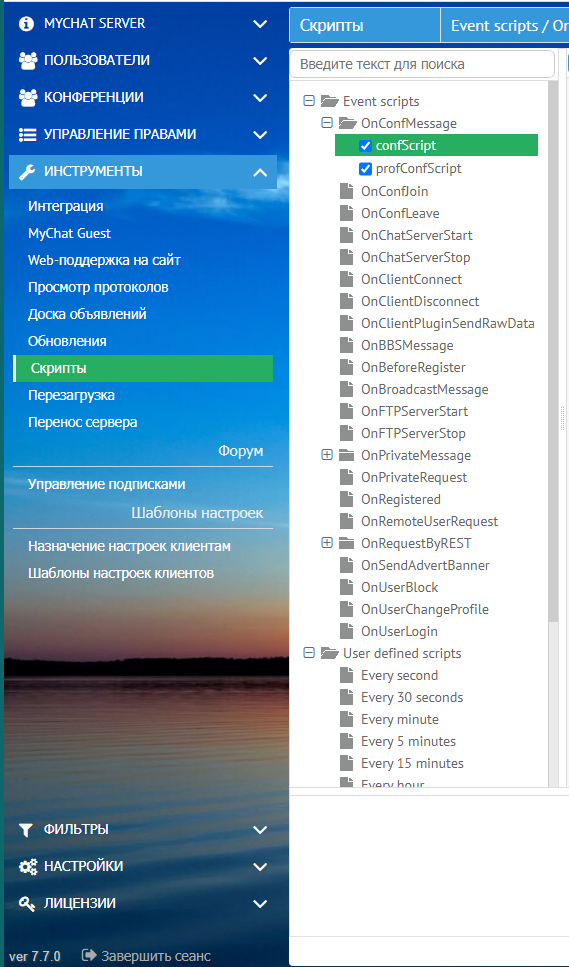 MYCHAT SERVER
ПОЛЬЗОВАТЕЛИ
КОНФЕРЕНЦИИ
УПРАВЛЕНИЕ ПРАВАМИ
ИНСТРУМЕНТЫ
Интеграция
MyChat Guest
Web-поддержка на сайт
Просмотр протоколов
Доска объявлений
Обновления
Скрипты
Перезагрузка
Перенос сервера
Форум
Управление подписками
Шаблоны настроек
Назначение настроек клиентам
Шаблоны настроек клиентов
ФИЛЬТРЫ
НАСТРОЙКИ
ЛИЦЕНЗИИ
ver 7.7.0 Завершить сеанс
Скрипты Event scripts / On
Введите текст для поиска
Event scripts
OnConfMessage
confScript
profConfScript
OnConfJoin
OnConfLeave
OnChatServerStart
OnChatServerStop
OnClientConnect
OnClientDisconnect
OnClientPluginSendRawData
OnBBSMessage
OnBeforeRegister
OnBroadcastMessage
OnFTPServerStart
OnFTPServerStop
OnPrivateMessage
OnPrivateRequest
OnRegistered
OnRemoteUserRequest
OnRequestByREST
OnSendAdvertBanner
OnUserBlock
OnUserChangeProfile
OnUserLogin
User defined scripts
Every second
Every 30 seconds
Every minute
Every 5 minutes
Every 15 minutes
Every hour